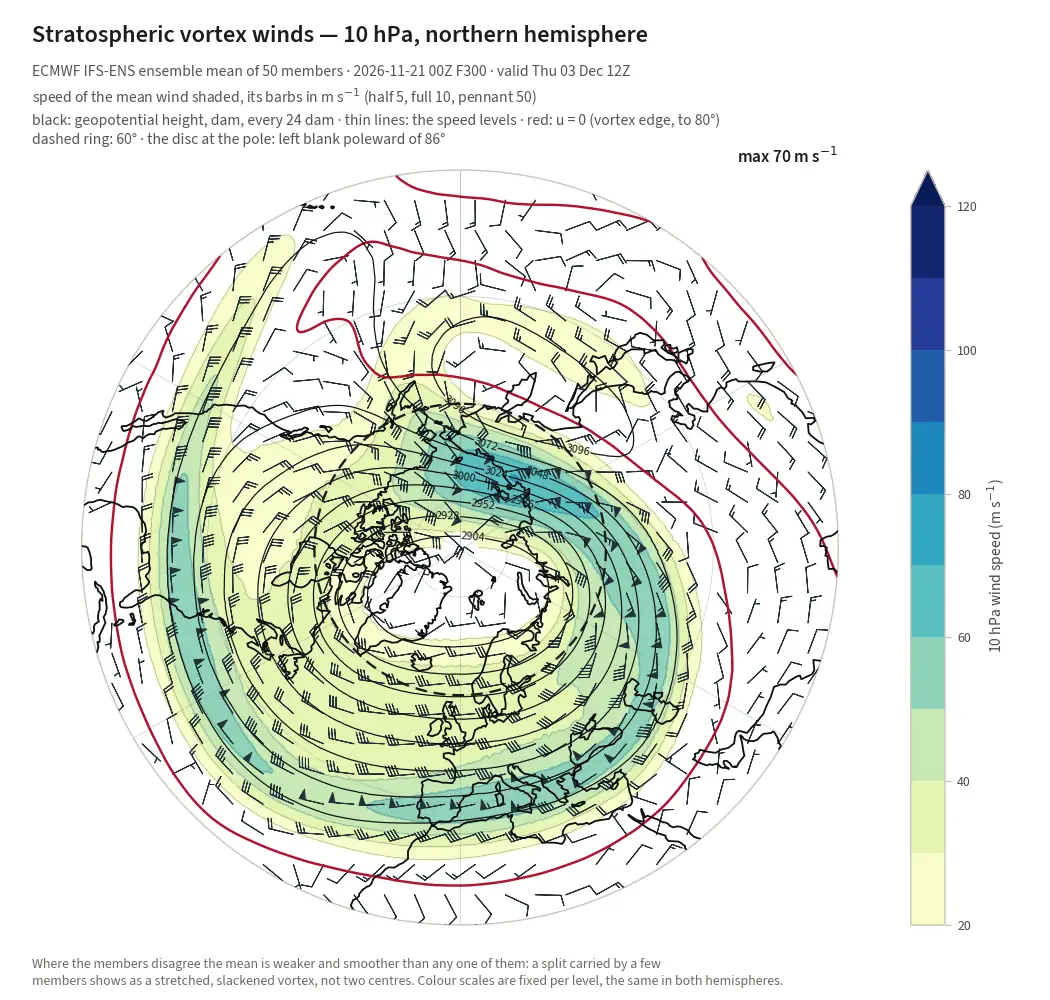 Stratospheric vortex winds — 10 hPa, northern hemisphere
ECMWF IFS-ENS ensemble mean of 50 members · 2026-11-21 00Z F300 · valid Thu 03 Dec 12Z
speed of the mean wind shaded, its barbs in m s⁻¹ (half 5, full 10, pennant 50)
black: geopotential height, dam, every 24 dam · thin lines: the speed levels · red: u = 0 (vortex edge, to 80°)
dashed ring: 60° · the disc at the pole: left blank poleward of 86°
max 70 m s⁻¹
120
100
80
60
40
20
10 hPa wind speed (m s⁻¹)
3072
3096
3000
2952
2928
2904
Where the members disagree the mean is weaker and smoother than any one of them: a split carried by a few
members shows as a stretched, slackened vortex, not two centres. Colour scales are fixed per level, the same in both hemispheres.